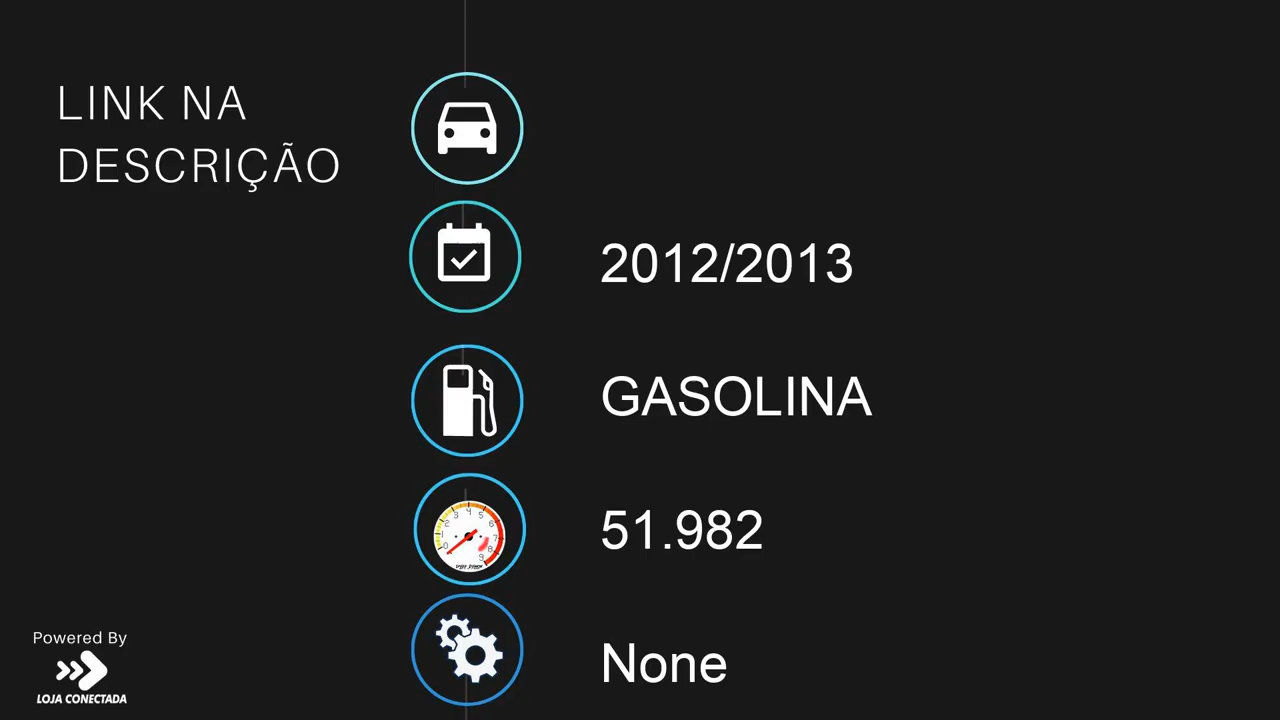 LINK NA
DESCRIÇÃO
2012/2013
GASOLINA
51.982
None
Powered By
LOJA CONECTADA